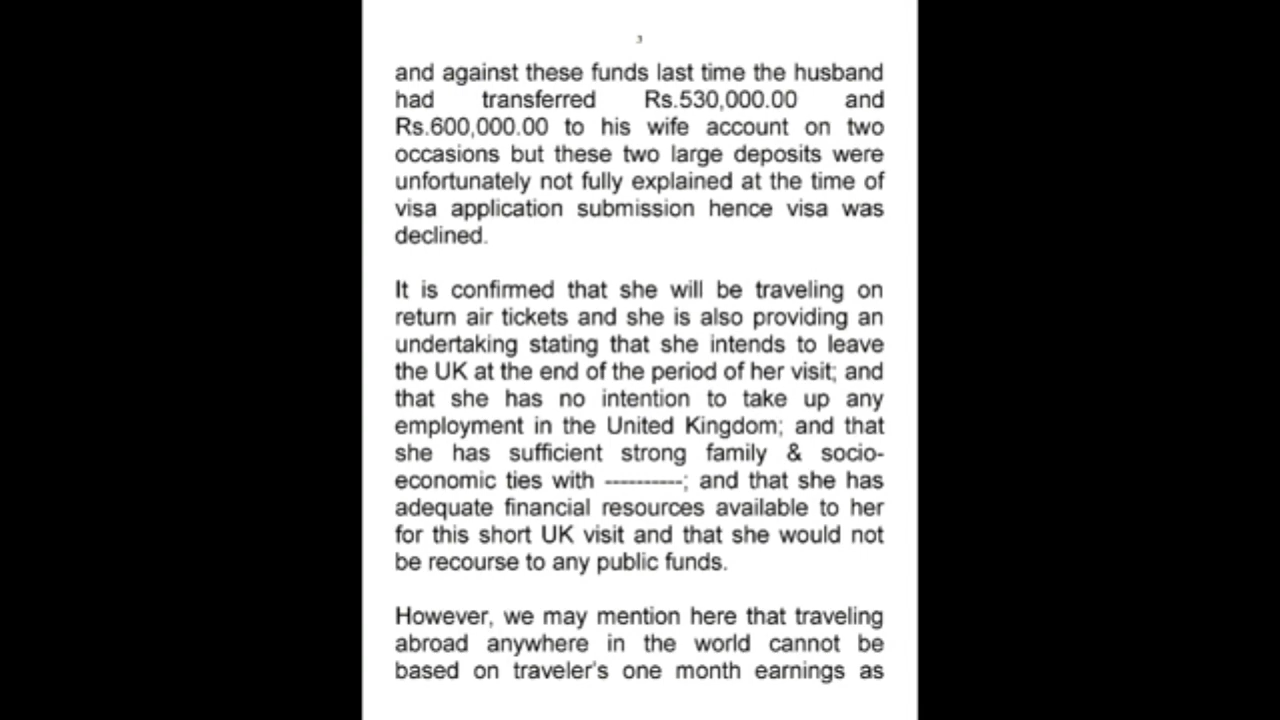 3
and against these funds last time the husband
had transferred Rs.530,000.00 and
Rs.600,000.00 to his wife account on two
occasions but these two large deposits were
unfortunately not fully explained at the time of
visa application submission hence visa was
declined.
It is confirmed that she will be traveling on
return air tickets and she is also providing an
undertaking stating that she intends to leave
the UK at the end of the period of her visit; and
that she has no intention to take up any
employment in the United Kingdom; and that
she has sufficient strong family & socio-
economic ties with ----------; and that she has
adequate financial resources available to her
for this short UK visit and that she would not
be recourse to any public funds.
However, we may mention here that traveling
abroad anywhere in the world cannot be
based on traveler's one month earnings as